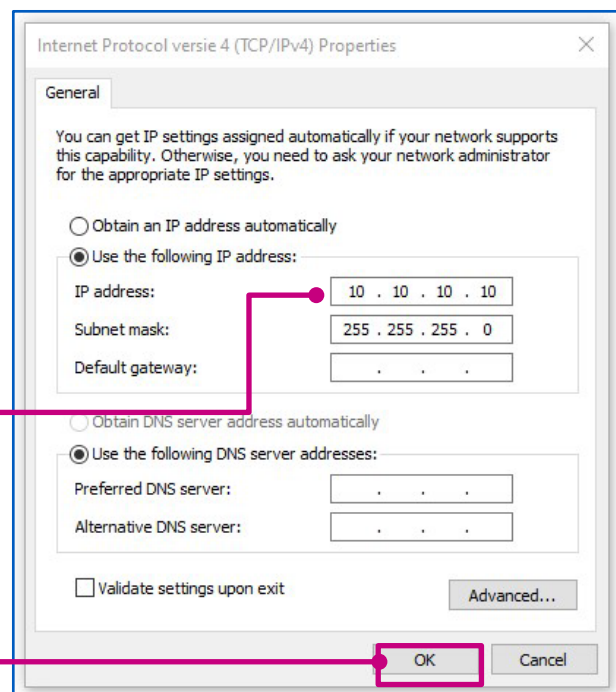 Internet Protocol versie 4 (TCP/IPv4) Properties
General
You can get IP settings assigned automatically if your network supports
this capability. Otherwise, you need to ask your network administrator
for the appropriate IP settings.
Obtain an IP address automatically
Use the following IP address:
IP address: 10 . 10 . 10 . 10
Subnet mask: 255 . 255 . 255 . 0
Default gateway: . . .
Obtain DNS server address automatically
Use the following DNS server addresses:
Preferred DNS server: . . .
Alternative DNS server: . . .
Validate settings upon exit
Advanced...
OK Cancel